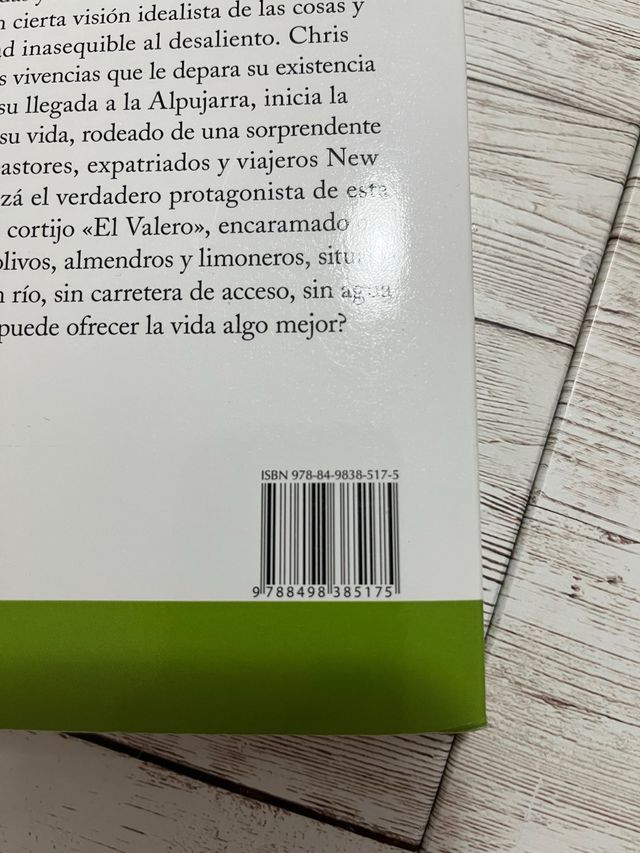 cierta visión idealista de las cosas y
inasequible al desaliento. Chris
vivencias que le depara su existencia
su llegada a la Alpujarra, inicia la
su vida, rodeado de una sorprendente
astores, expatriados y viajeros New
zá el verdadero protagonista de esta
cortijo «El Valero», encaramado
olivos, almendros y limoneros, situ
río, sin carretera de acceso, sin agua
puede ofrecer la vida algo mejor?
ISBN 978-84-9838-517-5
9 788498 385175